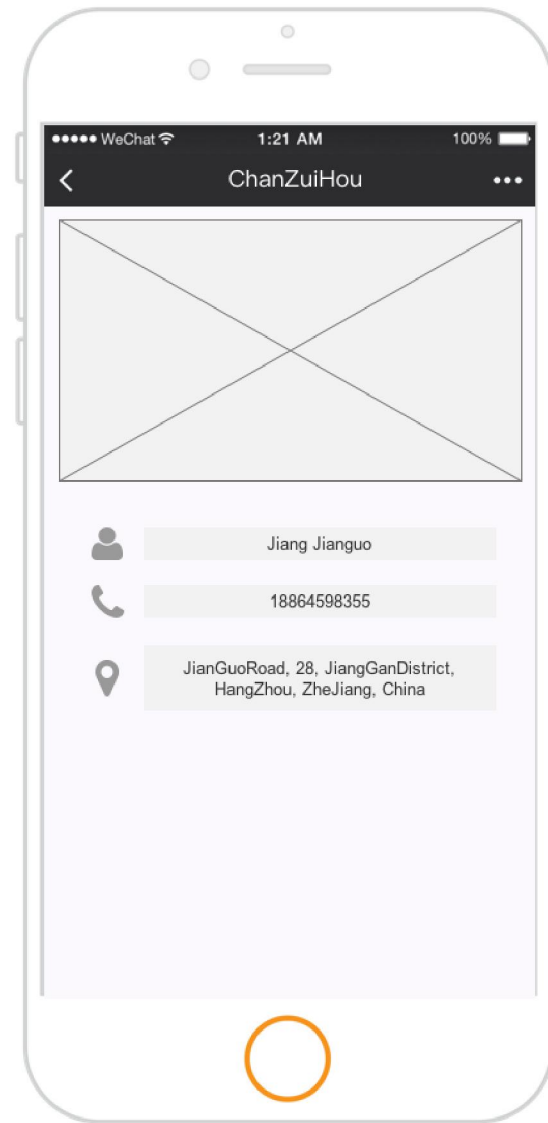 WeChat 1:21 AM 100%
ChanZuiHou
Jiang Jianguo
18864598355
JianGuoRoad, 28, JiangGanDistrict,
HangZhou, ZheJiang, China